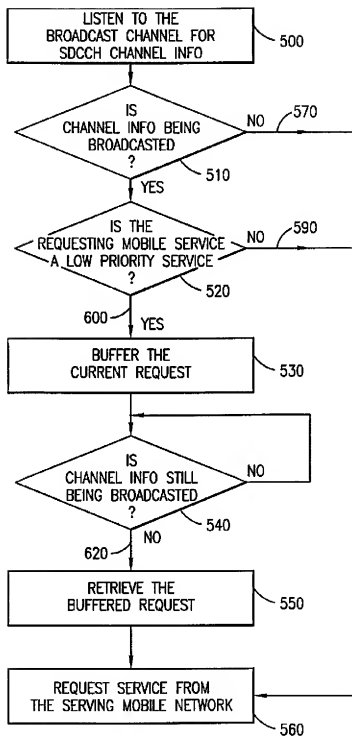 LISTEN TO THE
BROADCAST CHANNEL FOR
SDCCH CHANNEL INFO
500
IS
CHANNEL INFO BEING
BROADCASTED
?
NO
570
510
YES
IS THE
REQUESTING MOBILE SERVICE
A LOW PRIORITY SERVICE
?
NO
590
520
600
YES
BUFFER THE
CURRENT REQUEST
530
IS
CHANNEL INFO STILL
BEING BROADCASTED
?
NO
540
620
NO
RETRIEVE THE
BUFFERED REQUEST
550
REQUEST SERVICE FROM
THE SERVING MOBILE NETWORK
560